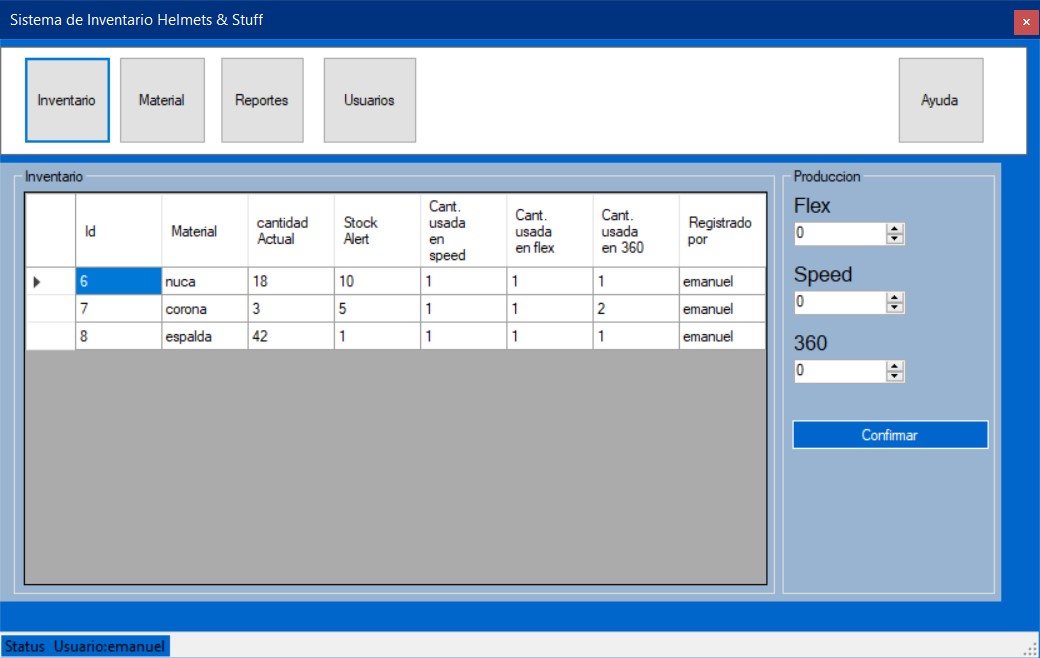 Sistema de Inventario Helmets & Stuff
Inventario
Material
Reportes
Usuarios
Ayuda
Inventario
Id
Material
cantidad
Actual
Stock
Alert
Cant.
usada
en
speed
Cant.
usada
en flex
Cant.
usada
en 360
Registrado
por
6 nuca 18 10 1 1 1 emanuel
7 corona 3 5 1 1 2 emanuel
8 espalda 42 1 1 1 1 emanuel
Produccion
Flex
0
Speed
0
360
0
Confirmar
Status Usuario:emanuel